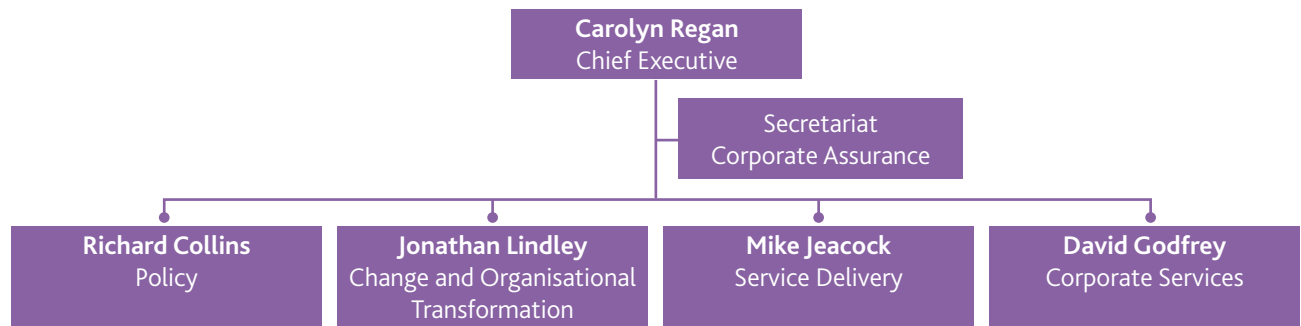 Carolyn Regan
Chief Executive
Secretariat
Corporate Assurance
Richard Collins
Policy
Jonathan Lindley
Change and Organisational
Transformation
Mike Jeacock
Service Delivery
David Godfrey
Corporate Services